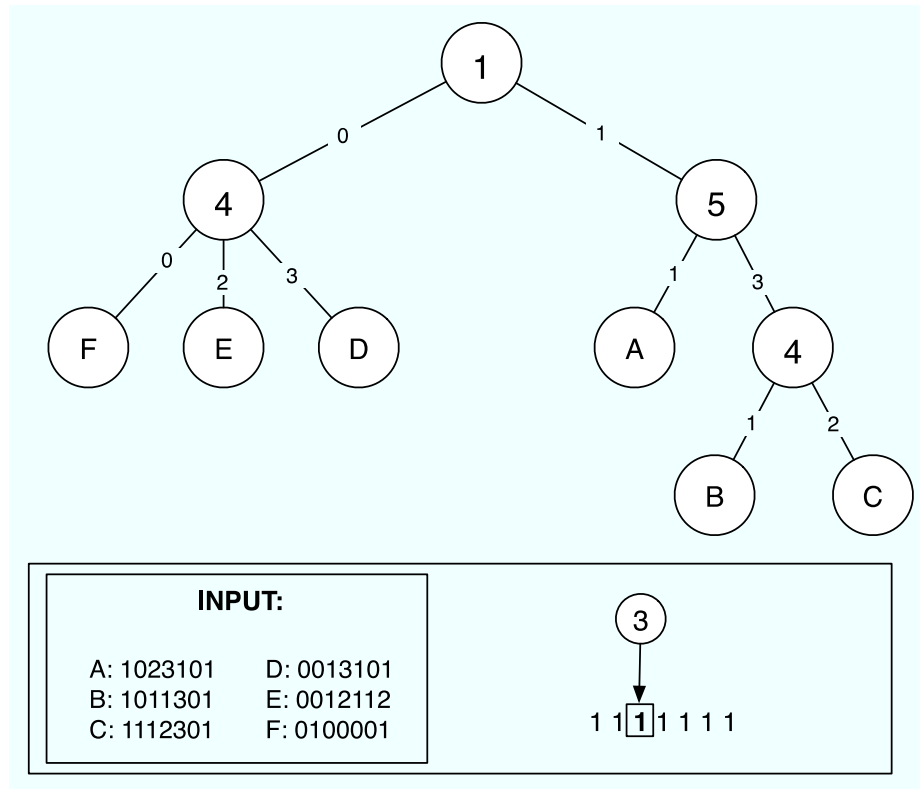 1
0 1
4 5
0 2 3 1 3
F E D A 4
1 2
B C
INPUT:
3
A: 1023101 D: 0013101
B: 1011301 E: 0012112
C: 1112301 F: 0100001
1 1 1 1 1 1 1